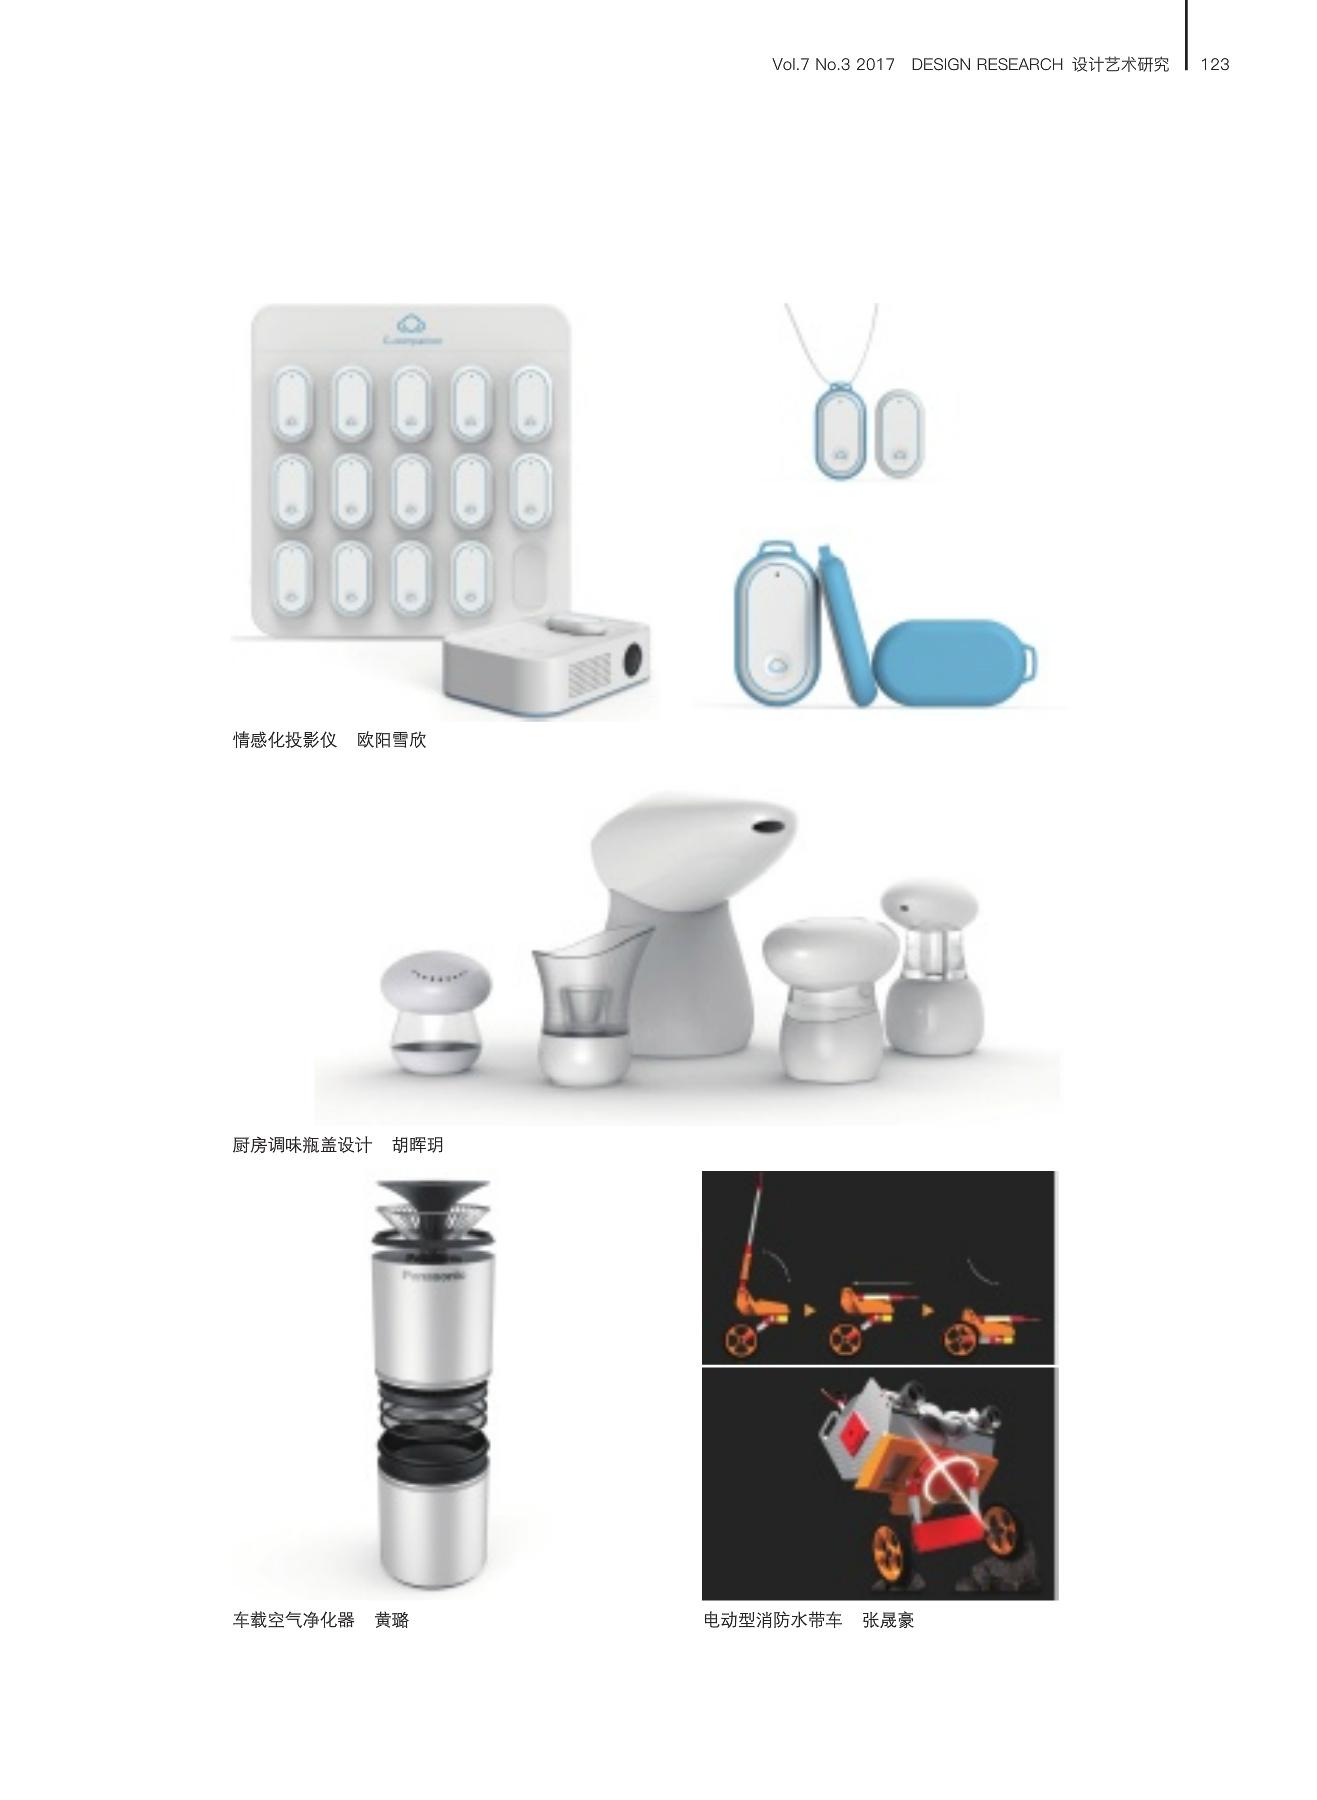 Vol.7 No.3 2017 DESIGN RESEARCH 设计艺术研究 123
情感化投影仪 欧阳雪欣
厨房调味瓶盖设计 胡晖玥
Panasonic
车载空气净化器 黄璐
电动型消防水带车 张晟豪